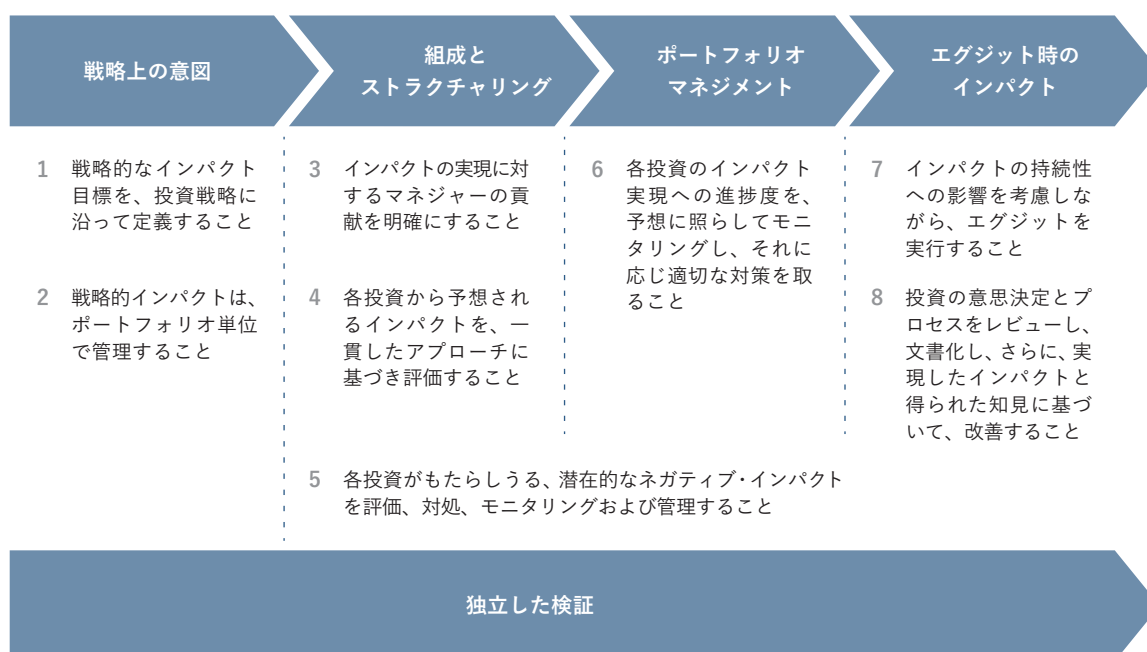 戦略上の意図
組成と
ストラクチャリング
ポートフォリオ
マネジメント
エグジット時の
インパクト
1 戦略的なインパクト
目標を、投資戦略に
沿って定義すること
2 戦略的インパクトは、
ポートフォリオ単位
で管理すること
3 インパクトの実現に対
するマネジャーの貢
献を明確にすること
4 各投資から予想され
るインパクトを、一
貫したアプローチに
基づき評価すること
6 各投資のインパクト
実現への進捗度を、
予想に照らしてモニ
タリングし、それに
応じ適切な対策を取
ること
7 インパクトの持続性
への影響を考慮しな
がら、エグジットを
実行すること
8 投資の意思決定とプ
ロセスをレビューし、
文書化し、さらに、実
現したインパクトと
得られた知見に基づ
いて、改善すること
5 各投資がもたらしうる、潜在的なネガティブ・インパクト
を評価、対処、モニタリングおよび管理すること
独立した検証